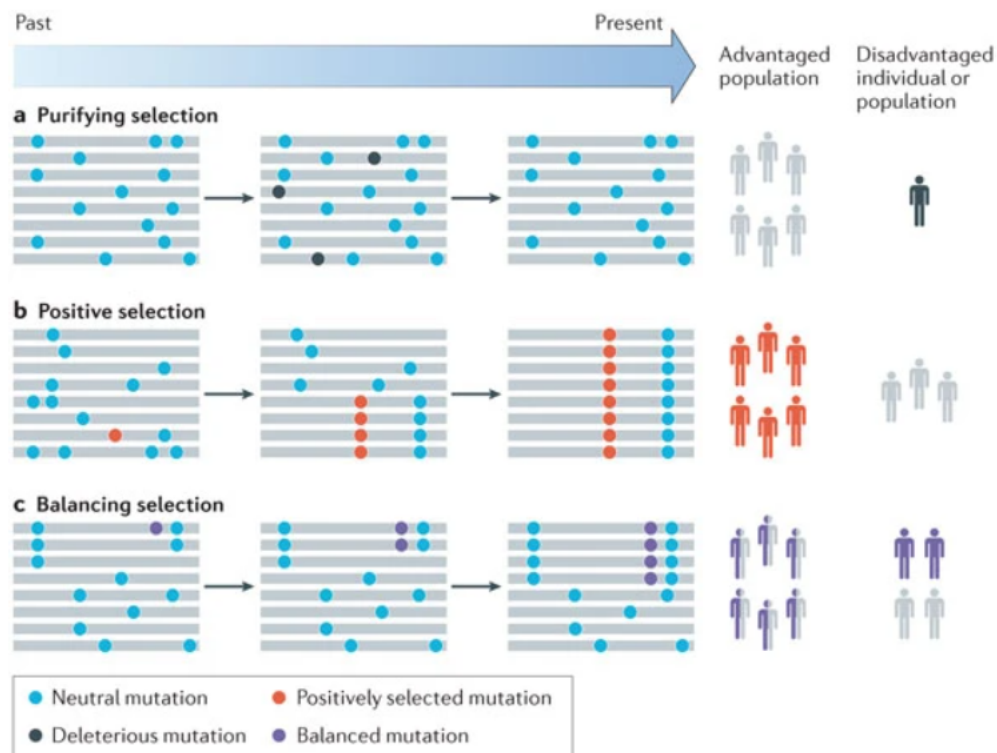 Past
Present
Advantaged
population
Disadvantaged
individual or
population
a Purifying selection
b Positive selection
c Balancing selection
Neutral mutation
Positively selected mutation
Deleterious mutation
Balanced mutation